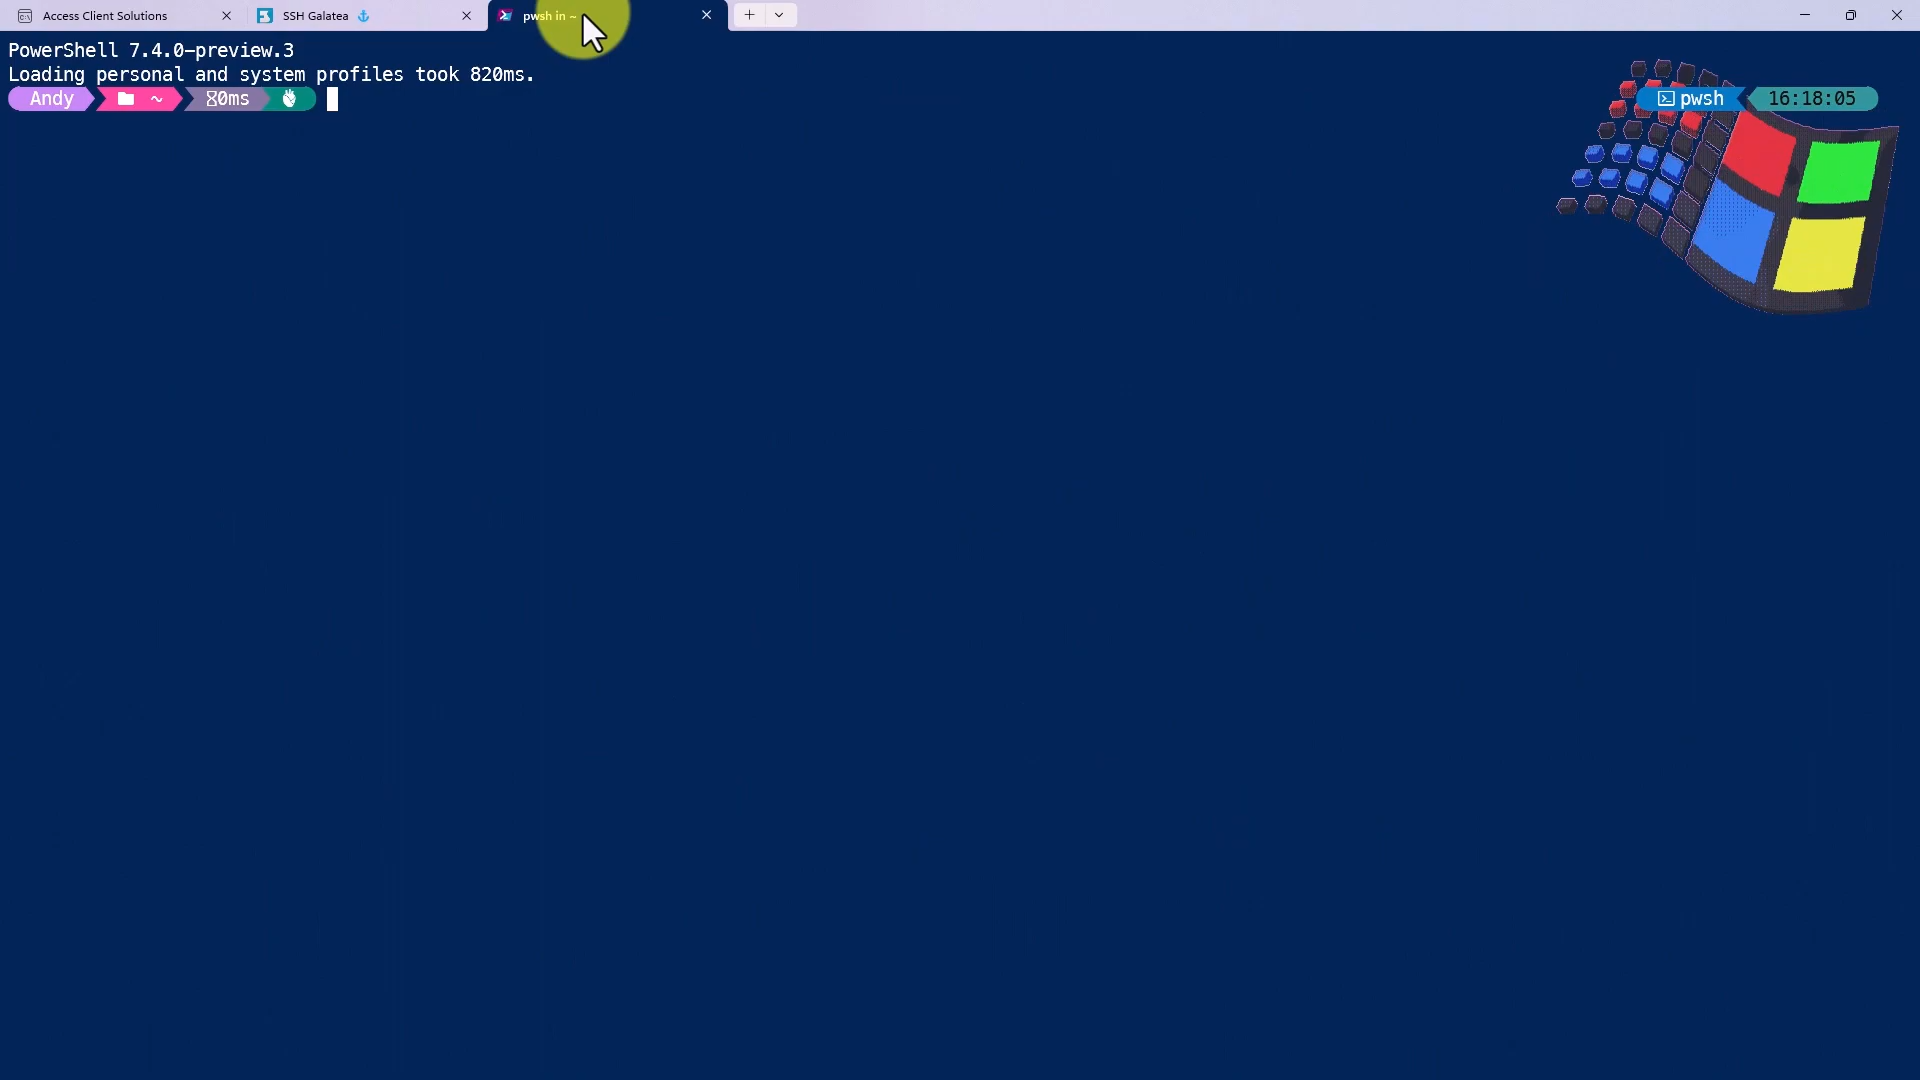 Access Client Solutions
SSH Galatea
pwsh in ~
PowerShell 7.4.0-preview.3
Loading personal and system profiles took 820ms.
Andy ~ 0ms
pwsh 16:18:05